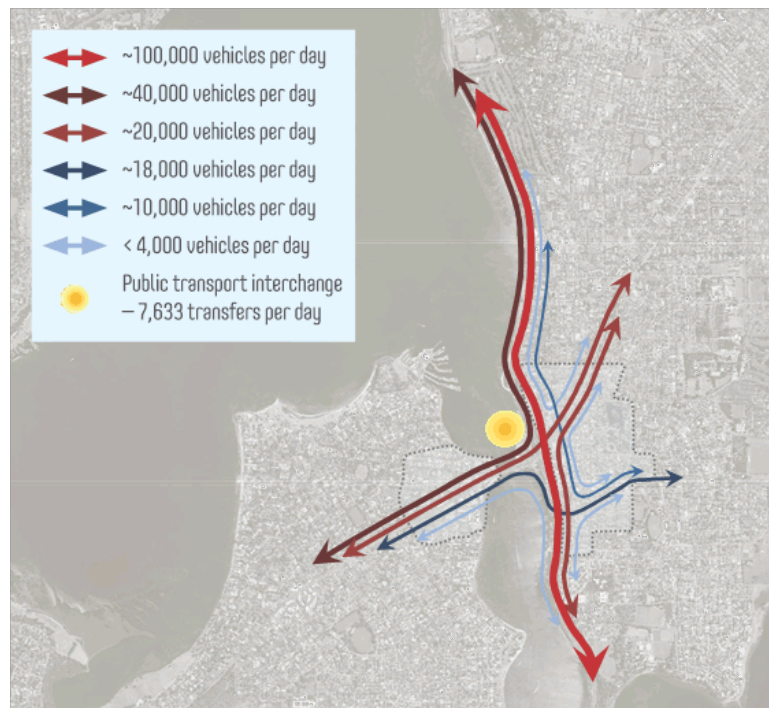 ~100,000 vehicles per day
~40,000 vehicles per day
~20,000 vehicles per day
~18,000 vehicles per day
~10,000 vehicles per day
< 4,000 vehicles per day
Public transport interchange
– 7,633 transfers per day